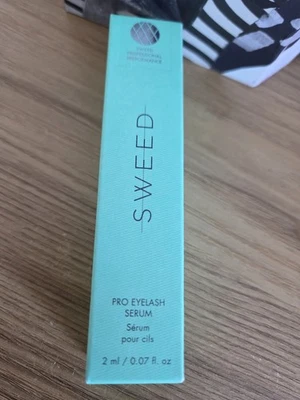 SWEED
PRO EYELASH
SERUM
Sérum
pour cils
2 ml / 0.07 fl. oz